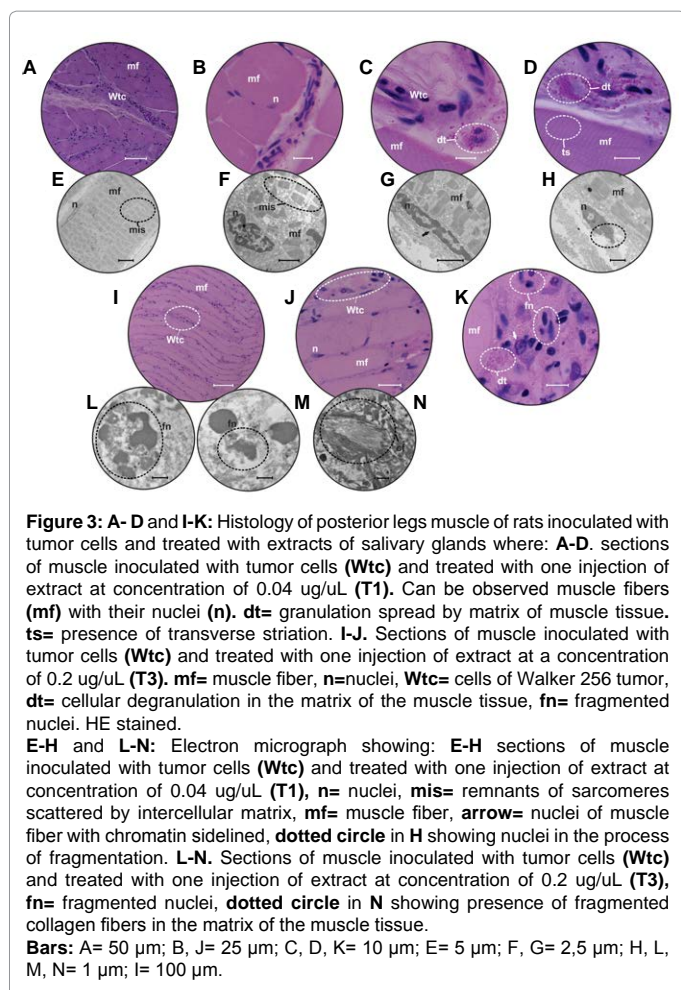 A
mf
Wtc
B
mf
n
C
Wtc
mf
dt
D
dt
ts
mf
E
n
mf
mis
F
n
mis
mf
G
n
mf
H
n
mf
I
mf
Wtc
J
Wtc
n
mf
K
fn
mf
dt
L
fn
M
fn
N
Figure 3: A- D and I-K: Histology of posterior legs muscle of rats inoculated with
tumor cells and treated with extracts of salivary glands where: A-D. sections
of muscle inoculated with tumor cells (Wtc) and treated with one injection of
extract at concentration of 0.04 ug/uL (T1). Can be observed muscle fibers
(mf) with their nuclei (n). dt= granulation spread by matrix of muscle tissue.
ts= presence of transverse striation. I-J. Sections of muscle inoculated with
tumor cells (Wtc) and treated with one injection of extract at a concentration
of 0.2 ug/uL (T3). mf= muscle fiber, n=nuclei, Wtc= cells of Walker 256 tumor,
dt= cellular degranulation in the matrix of the muscle tissue, fn= fragmented
nuclei. HE stained.
E-H and L-N: Electron micrograph showing: E-H sections of muscle
inoculated with tumor cells (Wtc) and treated with one injection of extract at
concentration of 0.04 ug/uL (T1), n= nuclei, mis= remnants of sarcomeres
scattered by intercellular matrix, mf= muscle fiber, arrow= nuclei of muscle
fiber with chromatin sidelined, dotted circle in H showing nuclei in the process
of fragmentation. L-N. Sections of muscle inoculated with tumor cells (Wtc)
and treated with one injection of extract at concentration of 0.2 ug/uL (T3),
fn= fragmented nuclei, dotted circle in N showing presence of fragmented
collagen fibers in the matrix of the muscle tissue.
Bars: A= 50 µm; B, J= 25 µm; C, D, K= 10 µm; E= 5 µm; F, G= 2,5 µm; H, L,
M, N= 1 µm; I= 100 µm.